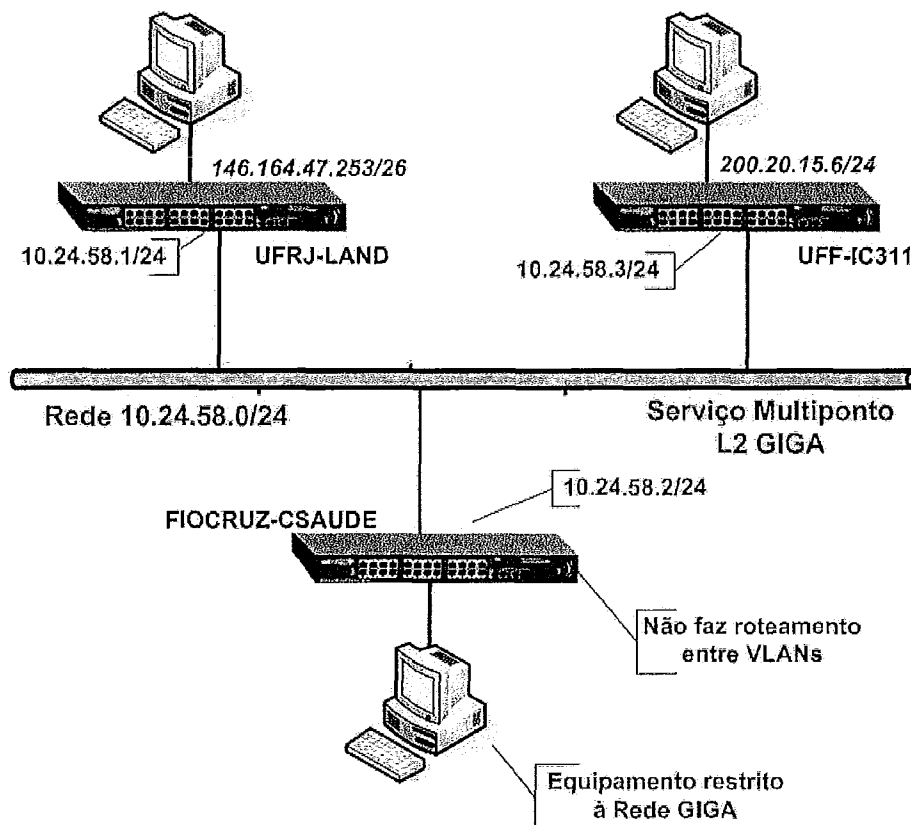 146.164.47.253/26
200.20.15.6/24
10.24.58.1/24
UFRJ-LAND
10.24.58.3/24
UFF-IC311
Rede 10.24.58.0/24
Serviço Multiponto
L2 GIGA
10.24.58.2/24
FIOCRUZ-CSAUDE
Não faz roteamento
entre VLANs
Equipamento restrito
à Rede GIGA